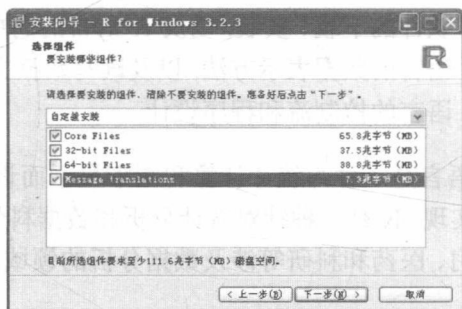 安装向导 - R for Windows 3.2.3
选择组件
要安装哪些组件?
R
请选择要安装的组件,清除不要安装的组件。准备好后点击“下一步”。
自定义安装
Core Files 65.8兆字节(MB)
32-bit Files 37.5兆字节(MB)
64-bit Files 38.8兆字节(MB)
Message translations 7.3兆字节(MB)
目前所选组件要求至少111.6兆字节(MB)磁盘空间。
< 上一步(B) 下一步(N) > 取消